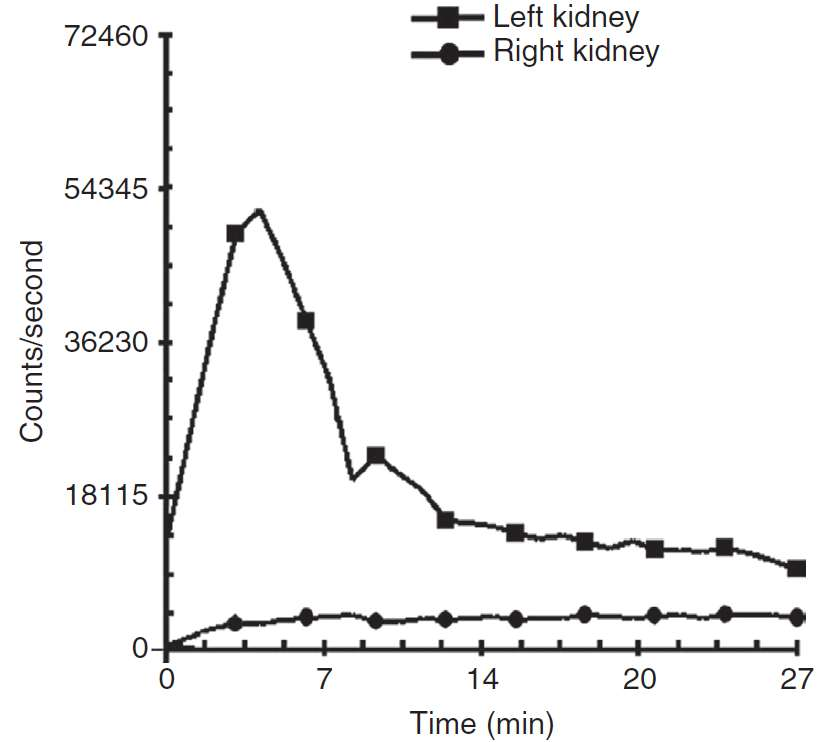 Left kidney
Right kidney
72460
54345
36230
18115
0
Counts/second
0 7 14 20 27
Time (min)